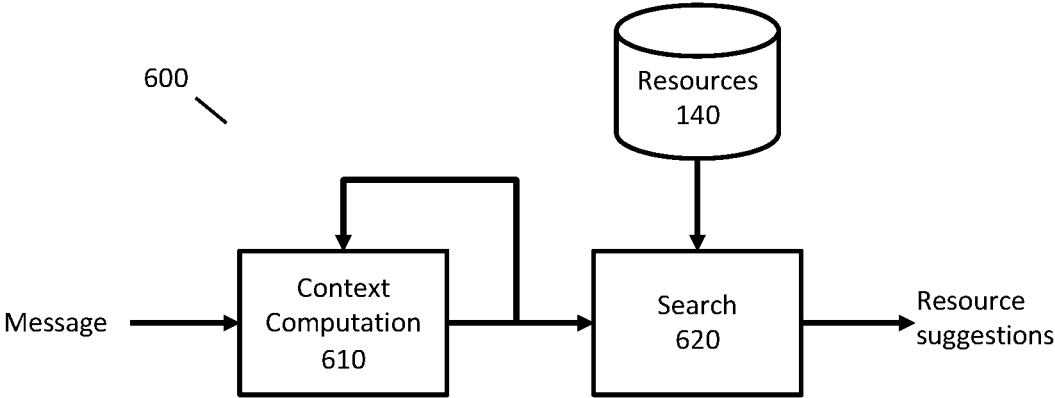 600
Resources
140
Message
Context
Computation
610
Search
620
Resource
suggestions